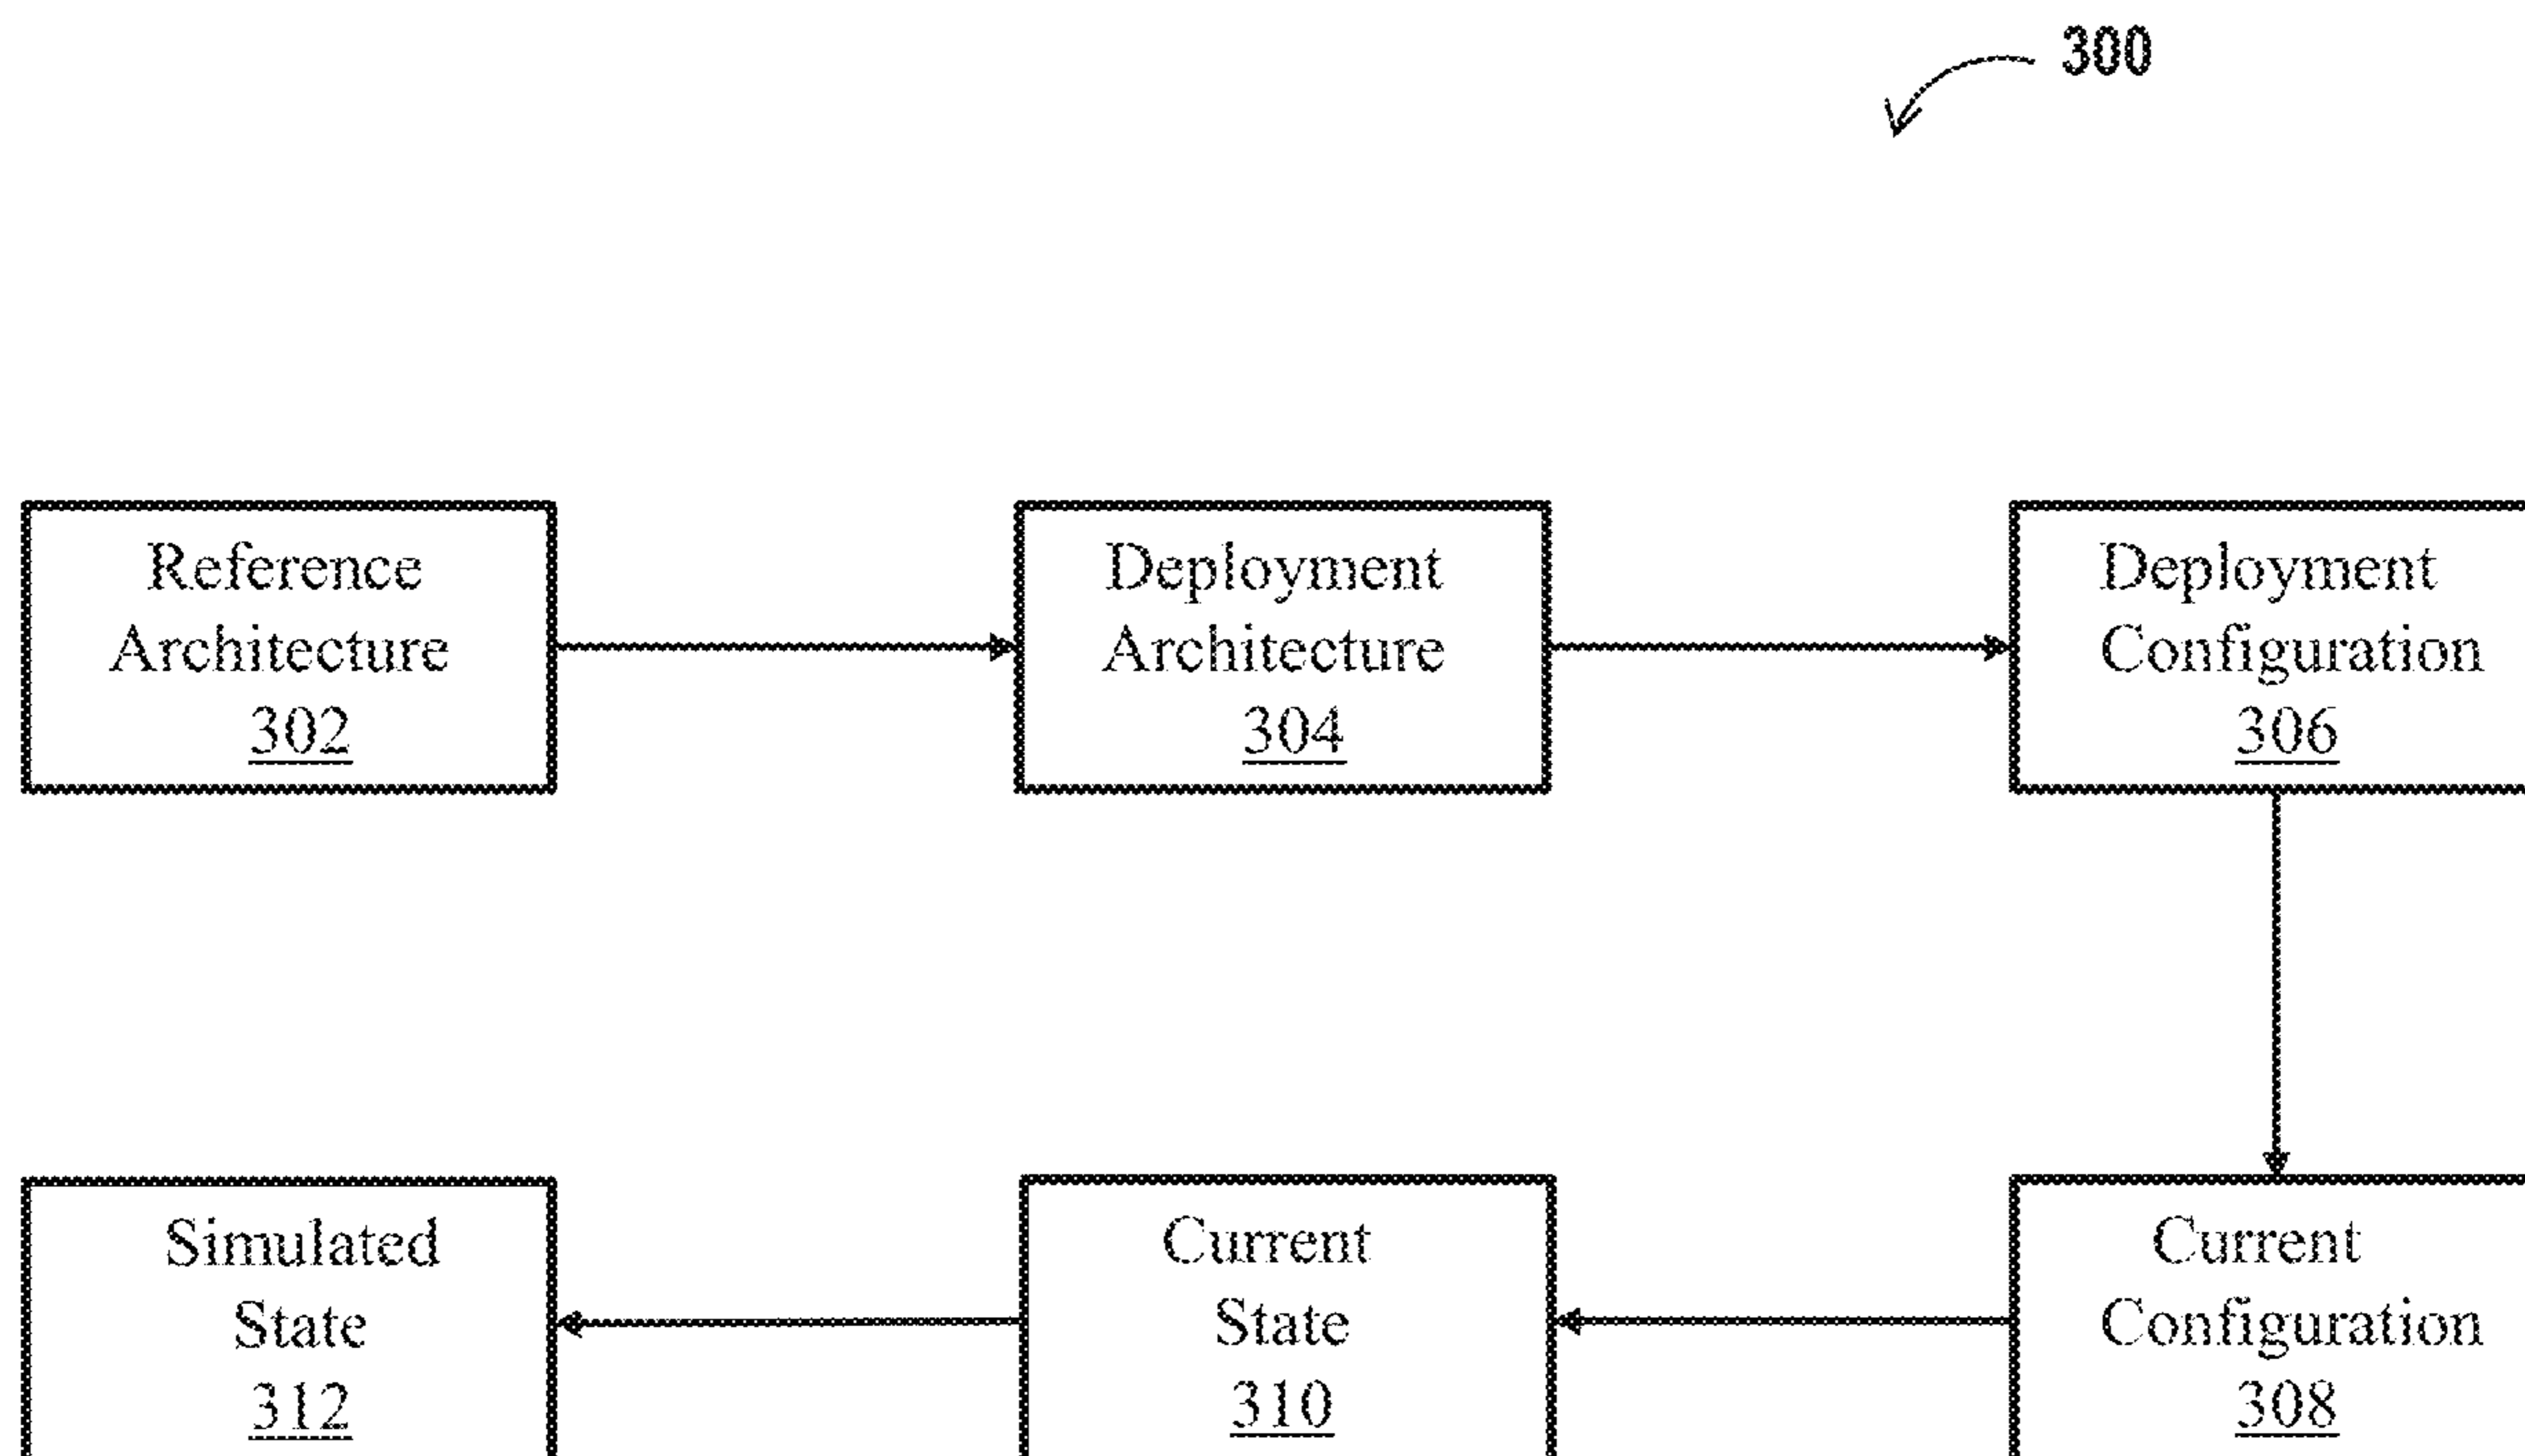 300
Reference
Architecture
302
Deployment
Architecture
304
Deployment
Configuration
306
Simulated
State
312
Current
State
310
Current
Configuration
308